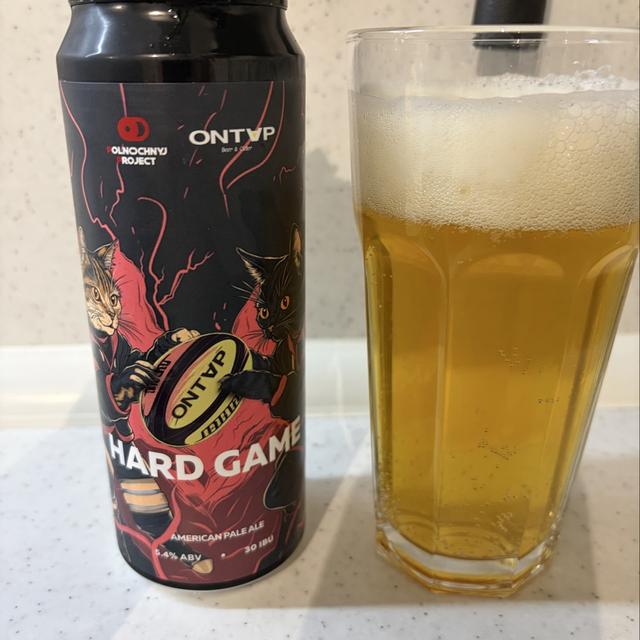 POLNOCHNYJ
PROJECT
ONTAP
Beer & Cider
ONTAP
HARD GAME
AMERICAN PALE ALE
5.4% ABV • 30 IBU